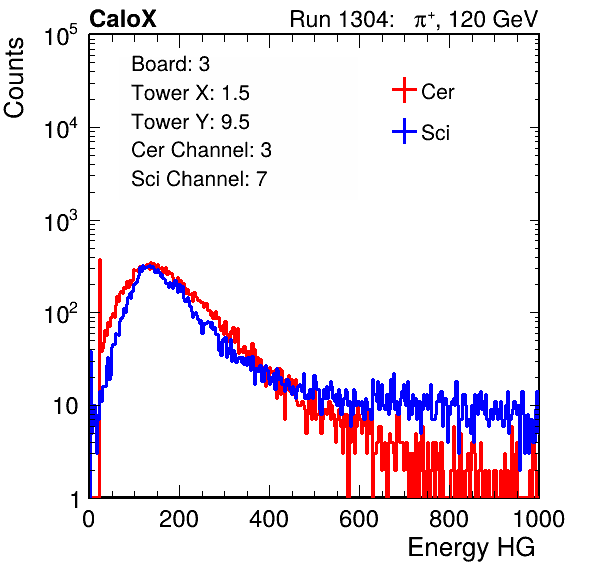 CaloX Run 1304: π⁺, 120 GeV
Counts
Board: 3
Tower X: 1.5
Tower Y: 9.5
Cer Channel: 3
Sci Channel: 7
Cer
Sci
10⁵
10⁴
10³
10²
10
1
0 200 400 600 800 1000
Energy HG